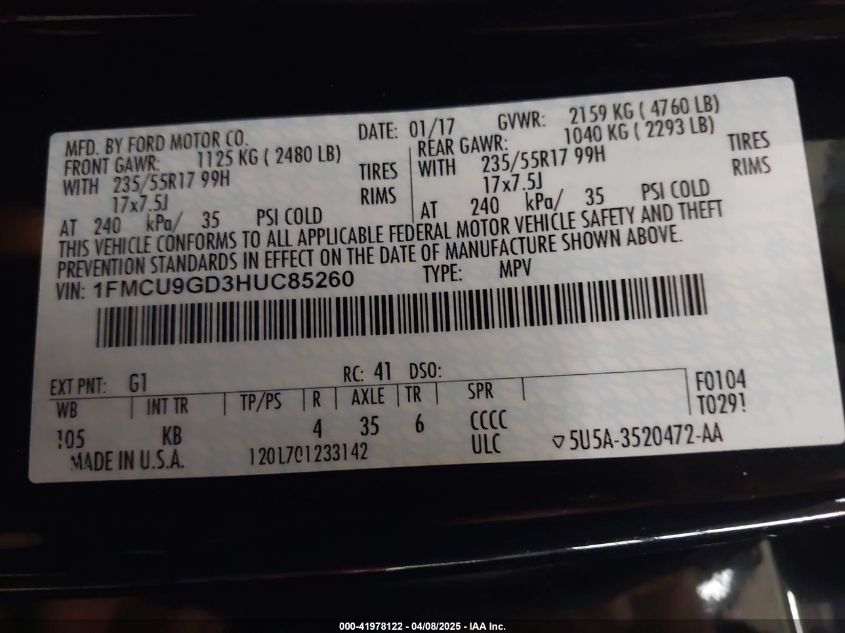 MFD. BY FORD MOTOR CO. DATE: 01/17 GVWR: 2159 KG ( 4760 LB)
FRONT GAWR: 1125 KG ( 2480 LB) REAR GAWR: 1040 KG ( 2293 LB)
WITH 235/55R17 99H TIRES WITH 235/55R17 99H TIRES
17x7.5J RIMS 17x7.5J RIMS
AT 240 kPa/ 35 PSI COLD AT 240 kPa/ 35 PSI COLD
THIS VEHICLE CONFORMS TO ALL APPLICABLE FEDERAL MOTOR VEHICLE SAFETY AND THEFT
PREVENTION STANDARDS IN EFFECT ON THE DATE OF MANUFACTURE SHOWN ABOVE.
VIN: 1FMCU9GD3HUC85260 TYPE: MPV
EXT PNT: G1 RC: 41 DSO:
WB INT TR TP/PS R AXLE TR SPR F0104
T0291
105 KB 4 35 6 CCCC
MADE IN U.S.A. 1201701233142 ULC 5U5A-3520472-AA
000-41978122 - 04/08/2025 - IAA Inc.